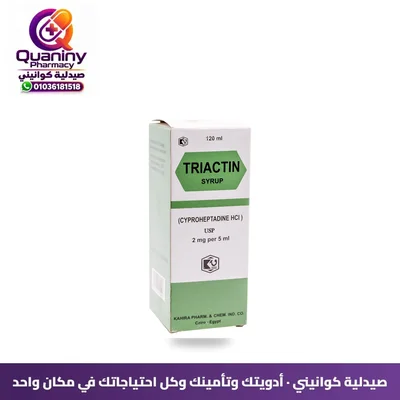 Quaniny
Pharmacy
صيدلية كوانيني
01036181518
120 ml
TRIACTIN
SYRUP
(CYPROHEPTADINE HCl)
USP
2 mg per 5 ml
KAHIRA PHARM. & CHEM. IND. CO.
Cairo - Egypt
صيدلية كوانيني - أدويتك وتأمينك وكل احتياجاتك في مكان واحد